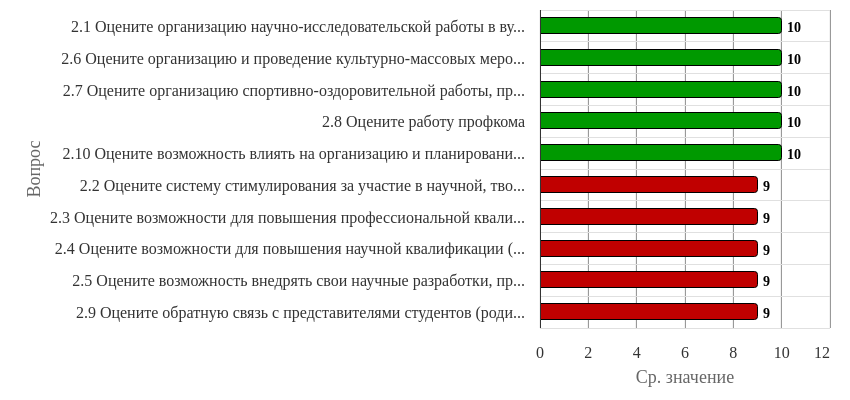 2.1 Оцените организацию научно-исследовательской работы в ву... 10
2.6 Оцените организацию и проведение культурно-массовых меро... 10
2.7 Оцените организацию спортивно-оздоровительной работы, пр... 10
2.8 Оцените работу профкома 10
2.10 Оцените возможность влиять на организацию и планировани... 10
2.2 Оцените систему стимулирования за участие в научной, тво... 9
2.3 Оцените возможности для повышения профессиональной квали... 9
2.4 Оцените возможности для повышения научной квалификации (... 9
2.5 Оцените возможность внедрять свои научные разработки, пр... 9
2.9 Оцените обратную связь с представителями студентов (роди... 9
Вопрос
0 2 4 6 8 10 12
Ср. значение